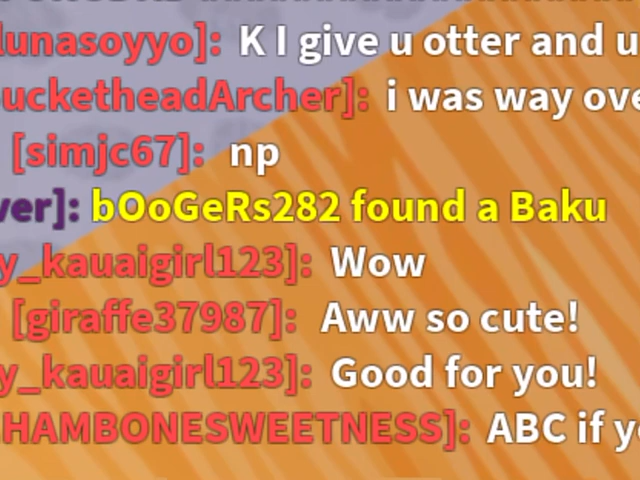 lunasoyyo]: K I give u otter and u
ucketheadArcher]: i was way ove
[simjc67]: np
ver]: bOoGeRs282 found a Baku
y_kauaigirl123]: Wow
[giraffe37987]: Aww so cute!
y_kauaigirl123]: Good for you!
HAMBONESWEETNESS]: ABC if yo